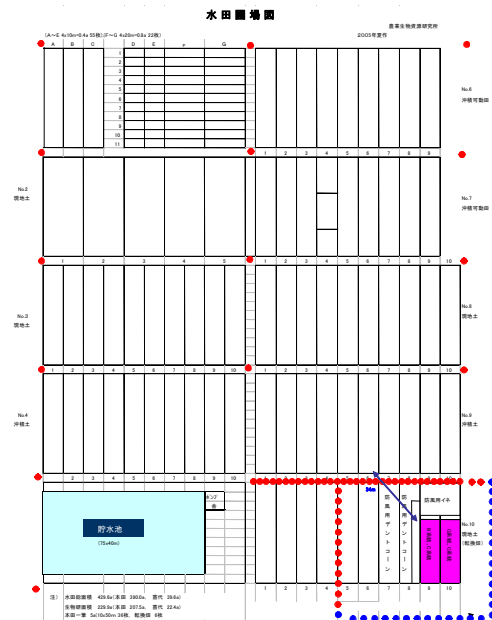 水田圃場図
農業生物資源研究所
(A~E 4x10m=0.4a 55枚)(F~G 4x20m=0.8a 22枚)
2005年夏作
A B C D E F G
1
2
3
4
5
6
7
8
9
10
11
No.6
沖積可動田
1 2 3 4 5 6 7 8 9
No.2
現地土
No.7
沖積可動田
1 2 3 4 5
1 2 3 4 5 6 7 8 9 10
No.3
現地土
No.8
現地土
1 2 3 4 5 6 7 8 9 10
1 2 3 4 5 6 7 8 9 10
No.4
沖積土
No.9
沖積土
2 3 4 5 6 7 8 9 10
34m
貯水池
(75x40m)
ポンプ
舎
防風用デントコーン
防風用デントコーン
防風用イネ
No.10
現地土
(転換畑)
1 2 3 4 5 6 7 8 9 10
注) 水田総面積 429.6a(本田 390.0a, 苗代 39.6a)
生物研面積 229.9a(本田 207.5a, 苗代 22.4a)
本田一筆 5a(10x50m 36枚, 転換畑 6枚